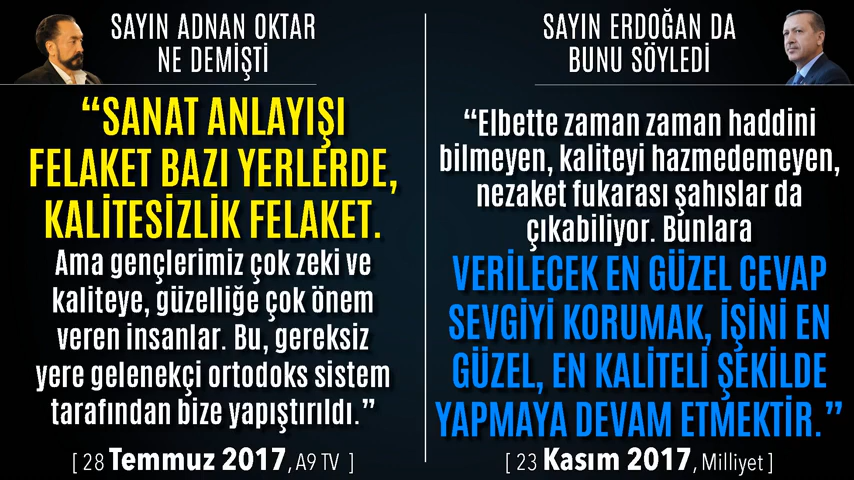 SAYIN ADNAN OKTAR
NE DEMİŞTİ
“SANAT ANLAYIŞI
FELAKET BAZI YERLERDE,
KALİTESİZLİK FELAKET.
Ama gençlerimiz çok zeki ve
kaliteye, güzelliğe çok önem
veren insanlar. Bu, gereksiz
yere gelenekçi ortodoks sistem
tarafından bize yapıştırıldı.”
[ 28 Temmuz 2017, A9 TV ]
SAYIN ERDOĞAN DA
BUNU SÖYLEDİ
“Elbette zaman zaman haddini
bilmeyen, kaliteyi hazmedemeyen,
nezaket fukarası şahıslar da
çıkabiliyor. Bunlara
VERİLECEK EN GÜZEL CEVAP
SEVGİYİ KORUMAK, İŞİNİ EN
GÜZEL, EN KALİTELİ ŞEKİLDE
YAPMAYA DEVAM ETMEKTİR.”
[ 23 Kasım 2017, Milliyet ]